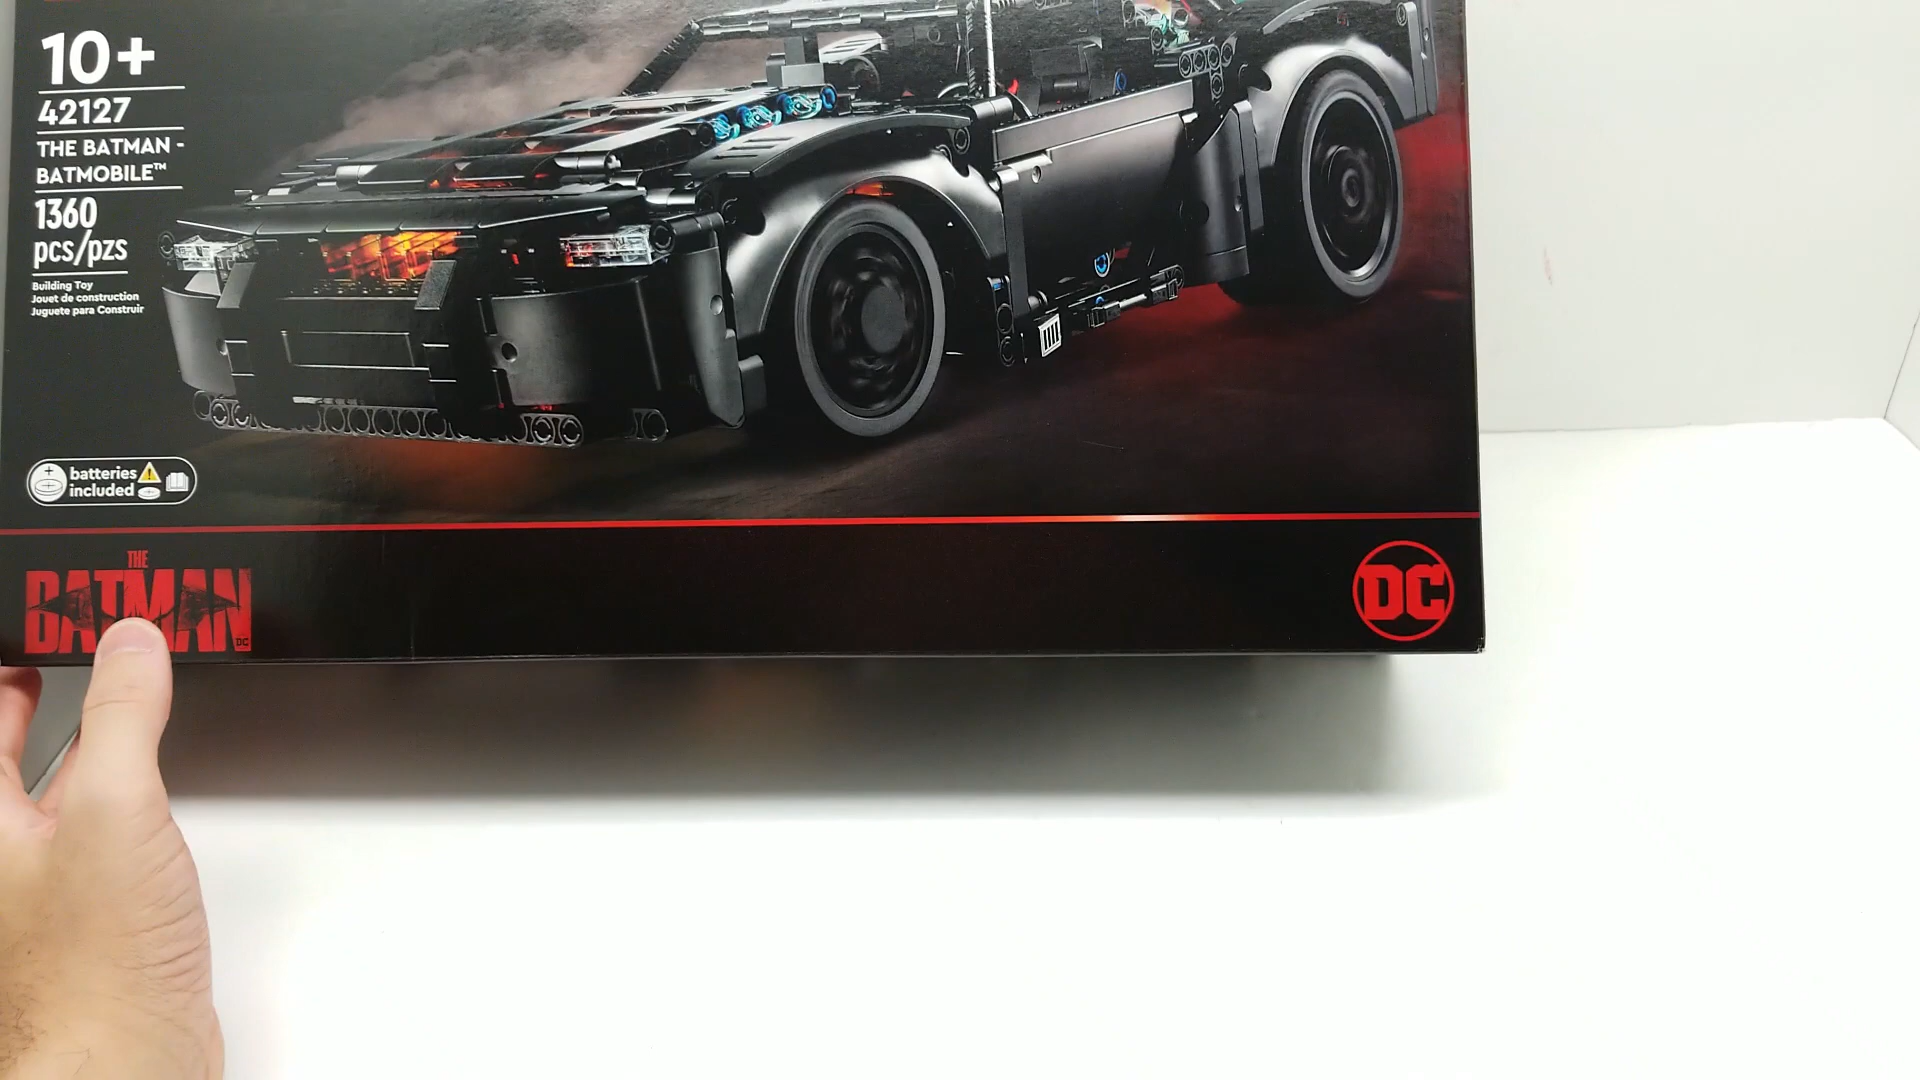 10+
42127
THE BATMAN -
BATMOBILE™
1360
pcs/pzs
Building Toy
Jouet de construction
Juguete para Construir
batteries
included
THE
BATMAN
DC
DC